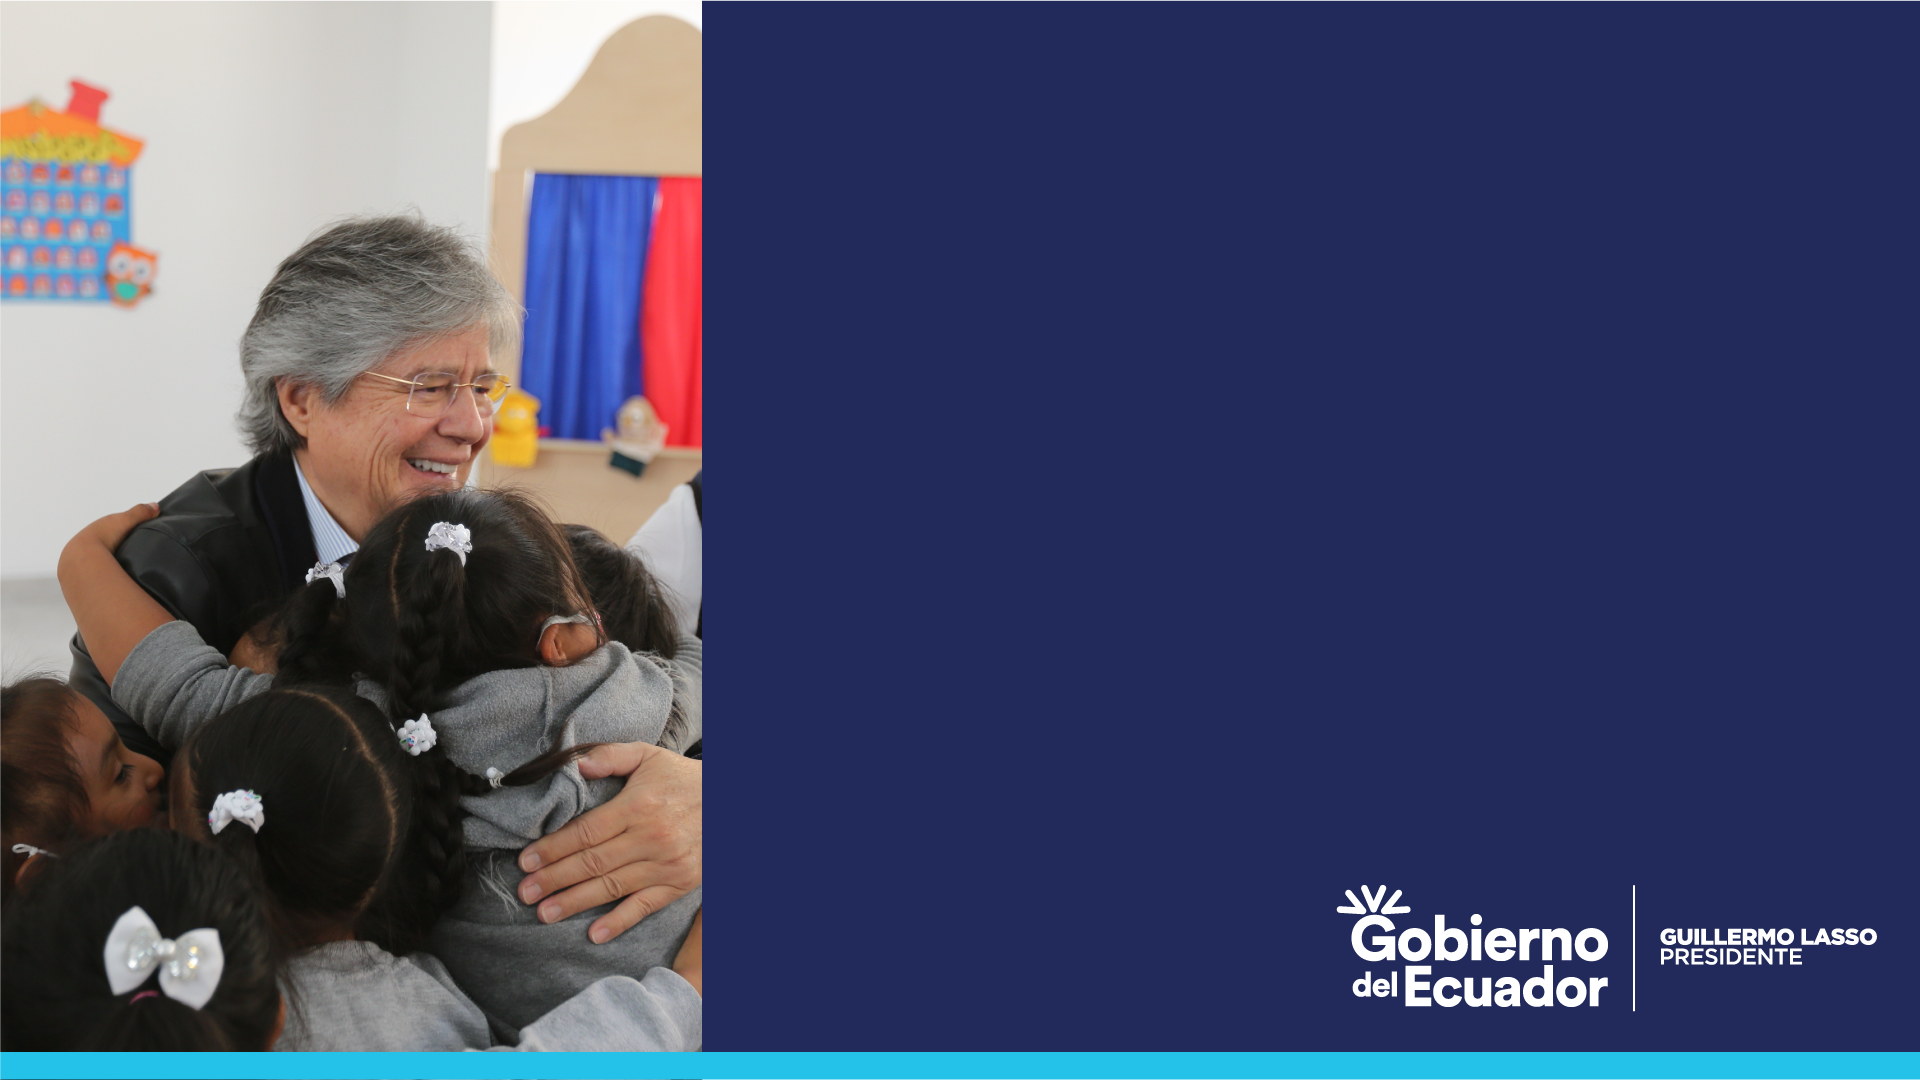 Gobierno
del Ecuador
GUILLERMO LASSO
PRESIDENTE